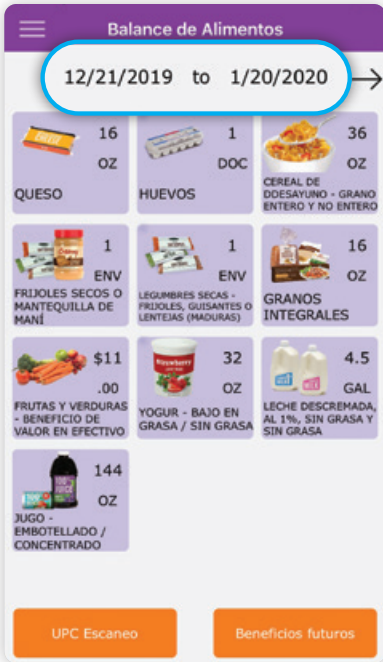 Balance de Alimentos
12/21/2019 to 1/20/2020
16
OZ
QUESO
1
DOC
HUEVOS
36
OZ
CEREAL DE
DDESAYUNO - GRANO
ENTERO Y NO ENTERO
1
ENV
FRIJOLES SECOS O
MANTEQUILLA DE
MANÍ
1
ENV
LEGUMBRES SECAS -
FRIJOLES, GUISANTES O
LENTEJAS (MADURAS)
16
OZ
GRANOS
INTEGRALES
$11
.00
FRUTAS Y VERDURAS
- BENEFICIO DE
VALOR EN EFECTIVO
Strawberry
32
OZ
YOGUR - BAJO EN
GRASA / SIN GRASA
4.5
GAL
LECHE DESCREMADA,
AL 1%, SIN GRASA Y
SIN GRASA
144
OZ
JUGO -
EMBOTELLADO /
CONCENTRADO
UPC Escaneo
Beneficios futuros